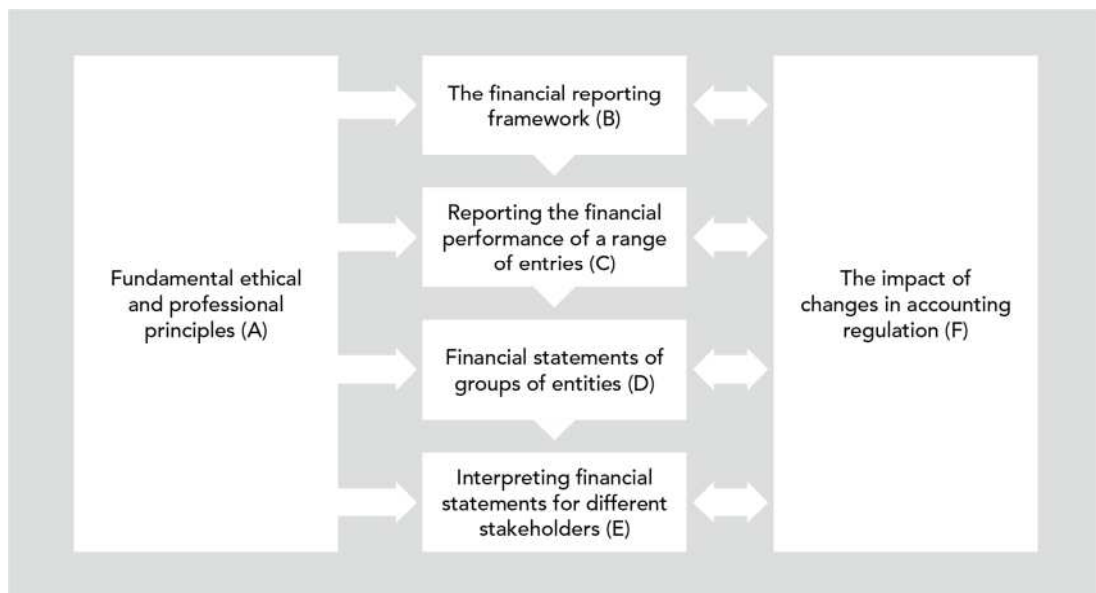 Fundamental ethical
and professional
principles (A)
The financial reporting
framework (B)
Reporting the financial
performance of a range
of entries (C)
Financial statements of
groups of entities (D)
Interpreting financial
statements for different
stakeholders (E)
The impact of
changes in accounting
regulation (F)